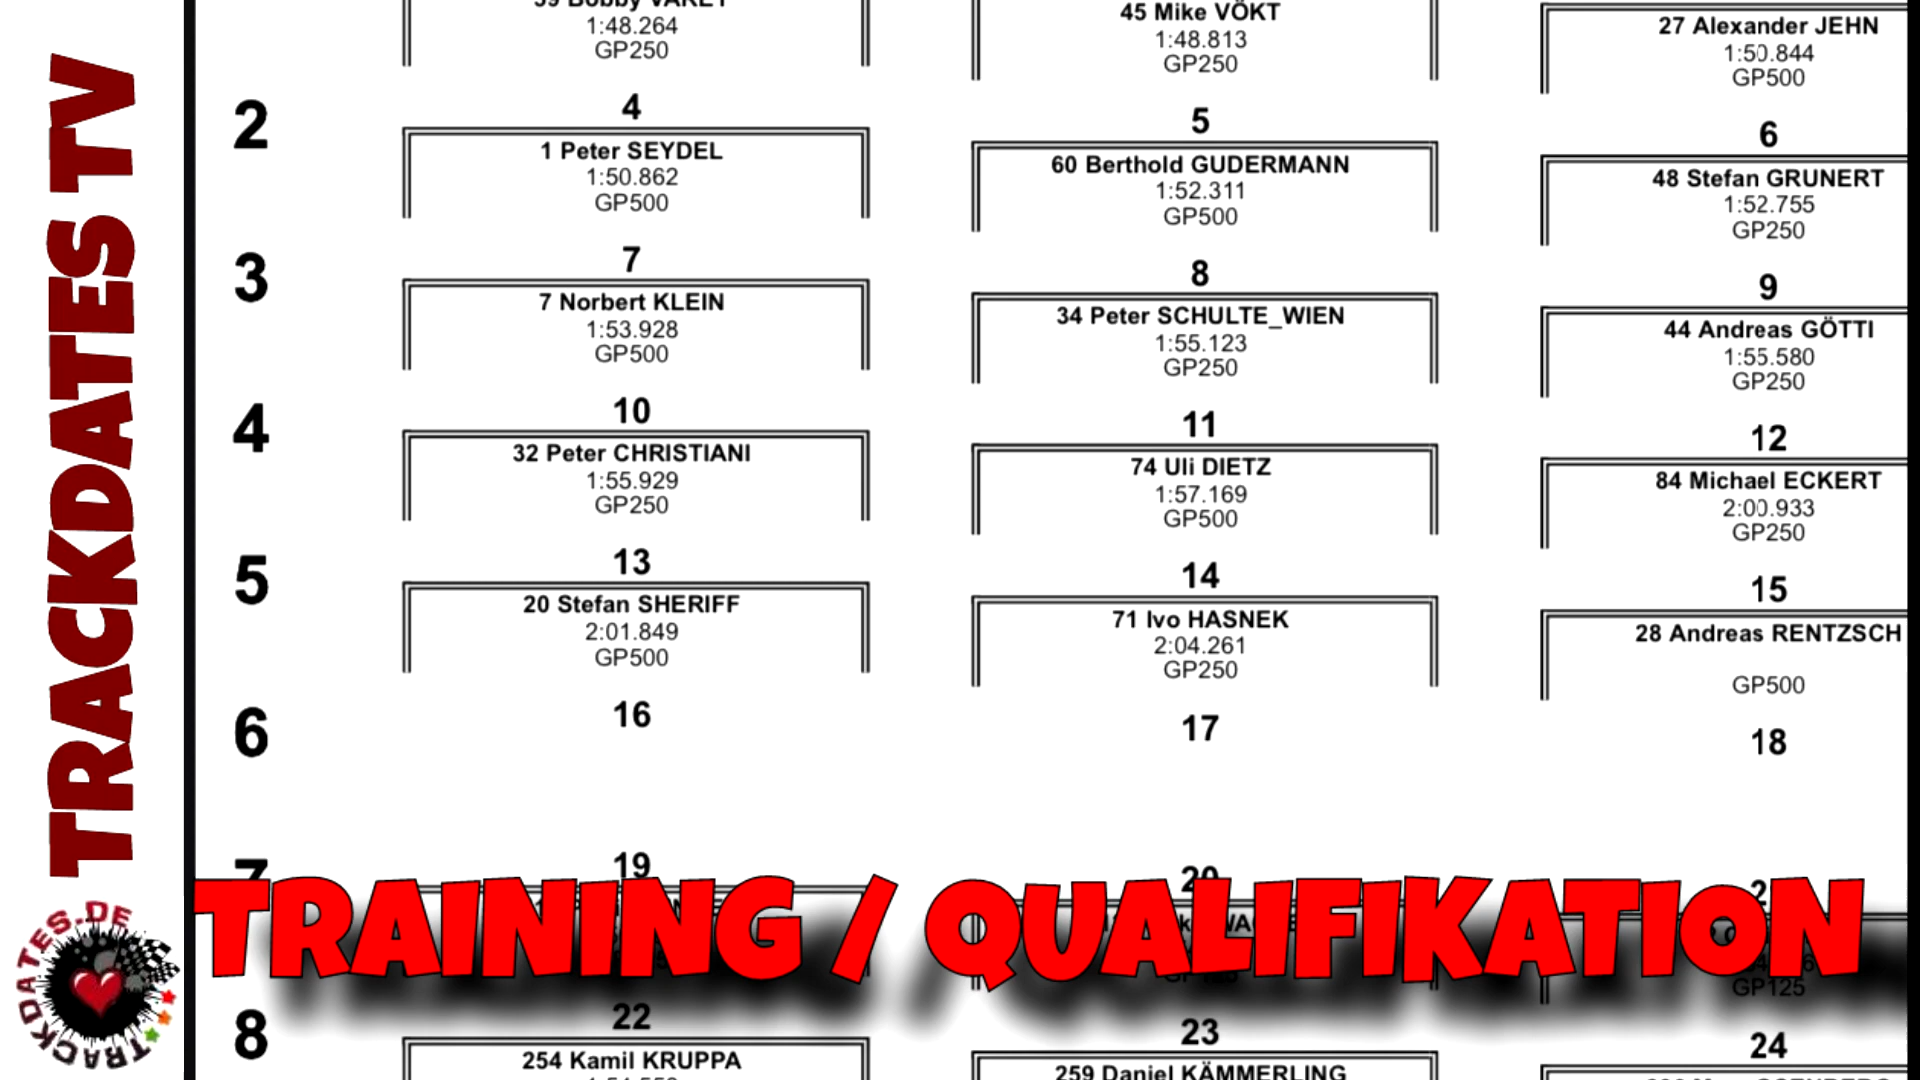 TRACKDATES TV
TRACKDATES.DE
45 Mike VÖKT
1:48.264
1:48.813
GP250
GP250
27 Alexander JEHN
1:50.844
GP500
2
4
1 Peter SEYDEL
1:50.862
GP500
5
60 Berthold GUDERMANN
1:52.311
GP500
6
48 Stefan GRUNERT
1:52.755
GP250
3
7
7 Norbert KLEIN
1:53.928
GP500
8
34 Peter SCHULTE_WIEN
1:55.123
GP250
9
44 Andreas GÖTTI
1:55.580
GP250
4
10
32 Peter CHRISTIANI
1:55.929
GP250
11
74 Uli DIETZ
1:57.169
GP500
12
84 Michael ECKERT
2:00.933
GP250
5
13
20 Stefan SHERIFF
2:01.849
GP500
14
71 Ivo HASNEK
2:04.261
GP250
15
28 Andreas RENTZSCH
GP500
6
16
17
18
7
19
20
GP125
TRAINING / QUALIFIKATION
8
22
254 Kamil KRUPPA
23
259 Daniel KÄMMERLING
24